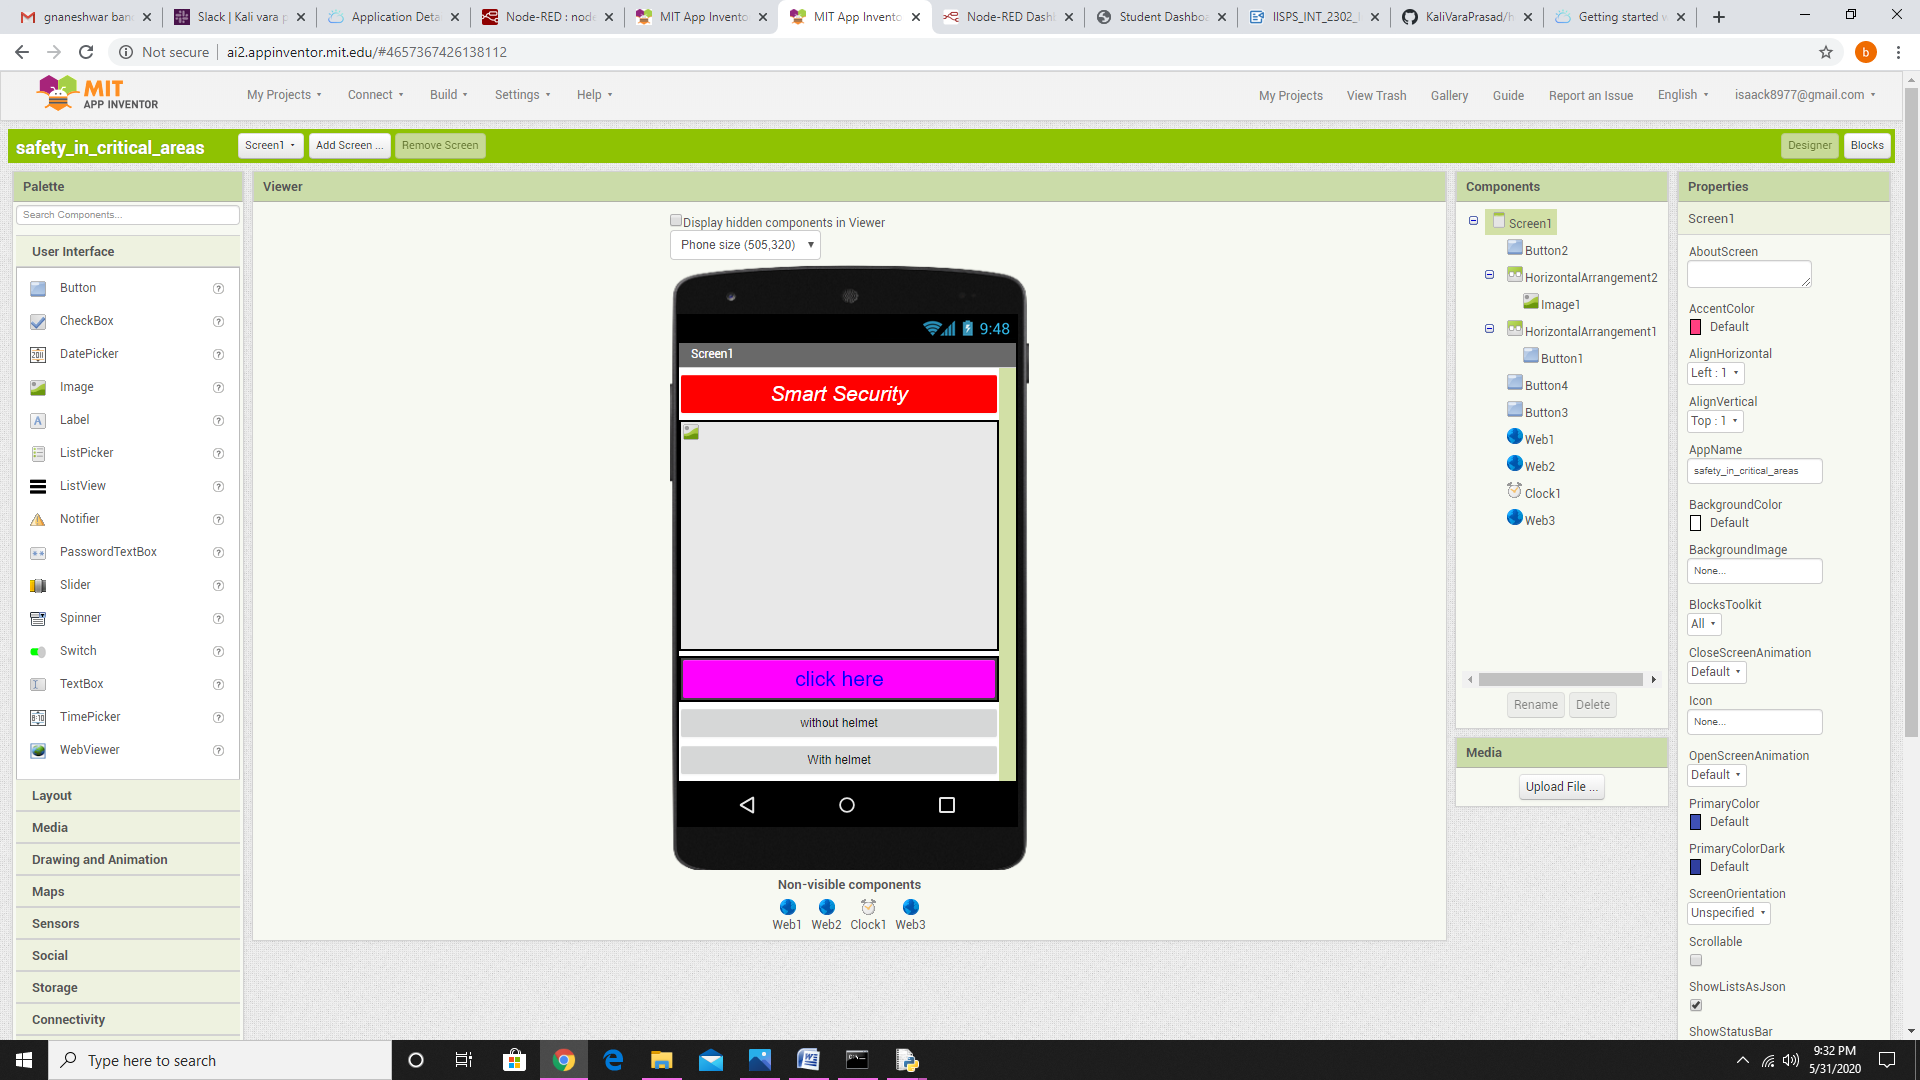 gnaneshwar ban
Slack | Kali vara p
Application Deta
Node-RED : node
MIT App Invento
MIT App Invento
Node-RED Dash
Student Dashboa
IISPS_INT_2302_
KaliVaraPrasad/h
Getting started w
Not secure
ai2.appinventor.mit.edu/#4657367426138112
b
MIT
APP INVENTOR
My Projects
Connect
Build
Settings
Help
My Projects
View Trash
Gallery
Guide
Report an Issue
English
isaack8977@gmail.com
safety_in_critical_areas
Screen1
Add Screen ...
Remove Screen
Designer
Blocks
Palette
Search Components...
User Interface
Button
CheckBox
DatePicker
Image
Label
ListPicker
ListView
Notifier
PasswordTextBox
Slider
Spinner
Switch
TextBox
TimePicker
WebViewer
Layout
Media
Drawing and Animation
Maps
Sensors
Social
Storage
Connectivity
Viewer
Display hidden components in Viewer
Phone size (505,320)
9:48
Screen1
Smart Security
click here
without helmet
With helmet
Non-visible components
Web1
Web2
Clock1
Web3
Components
Screen1
Button2
HorizontalArrangement2
Image1
HorizontalArrangement1
Button1
Button4
Button3
Web1
Web2
Clock1
Web3
Rename
Delete
Media
Upload File ...
Properties
Screen1
AboutScreen
AccentColor
Default
AlignHorizontal
Left : 1
AlignVertical
Top : 1
AppName
safety_in_critical_areas
BackgroundColor
Default
BackgroundImage
None...
BlocksToolkit
All
CloseScreenAnimation
Default
Icon
None...
OpenScreenAnimation
Default
PrimaryColor
Default
PrimaryColorDark
Default
ScreenOrientation
Unspecified
Scrollable
ShowListsAsJson
ShowStatusBar
Type here to search
9:32 PM
5/31/2020